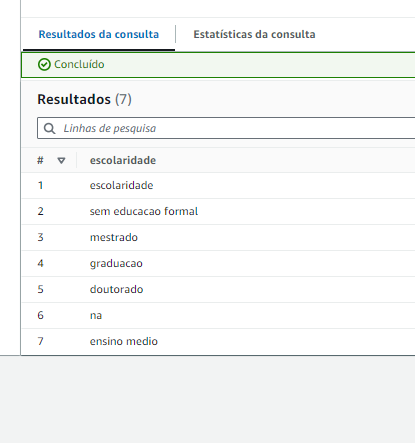 Resultados da consulta Estatísticas da consulta
Concluído
Resultados (7)
Linhas de pesquisa
# escolaridade
1 escolaridade
2 sem educacao formal
3 mestrado
4 graduacao
5 doutorado
6 na
7 ensino medio